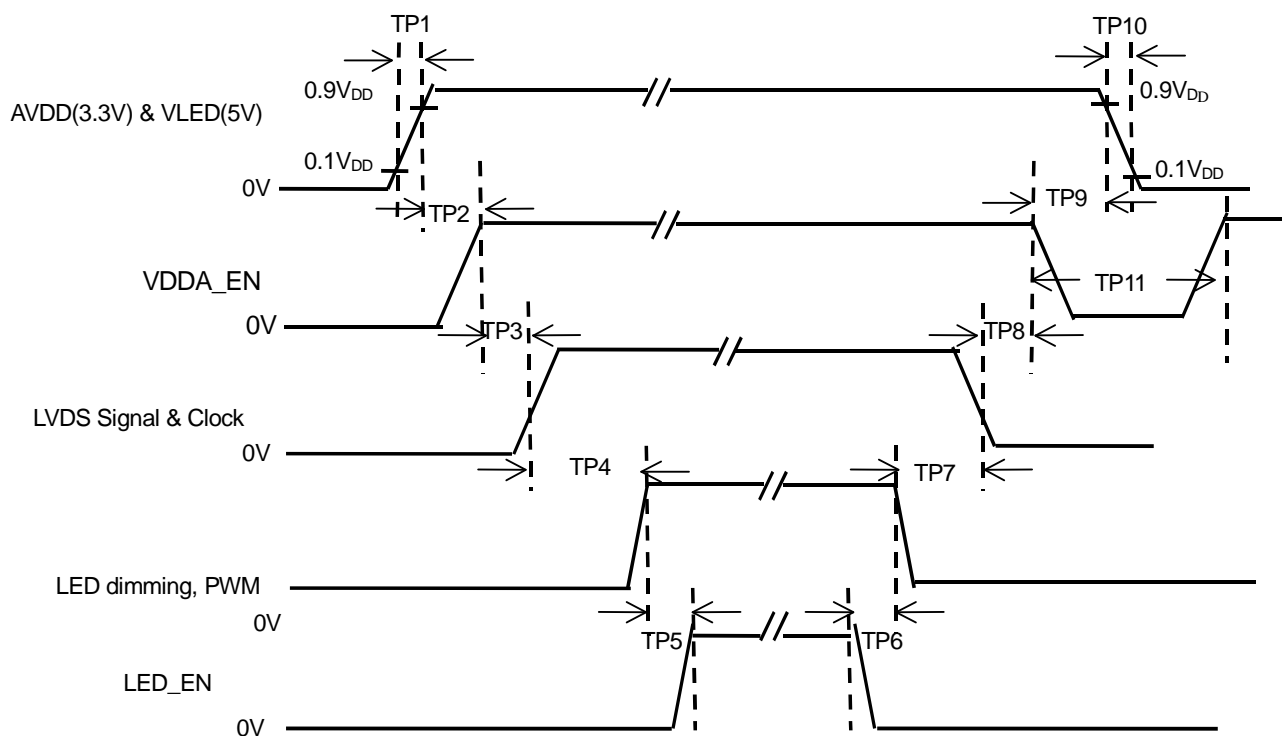 TP1
TP10
0.9VDD
0.9VDD
AVDD(3.3V) & VLED(5V)
0.1VDD
0.1VDD
0V
TP2
TP9
VDDA_EN
TP11
0V
TP3
TP8
LVDS Signal & Clock
0V
TP4
TP7
LED dimming, PWM
0V
TP5
TP6
LED_EN
0V